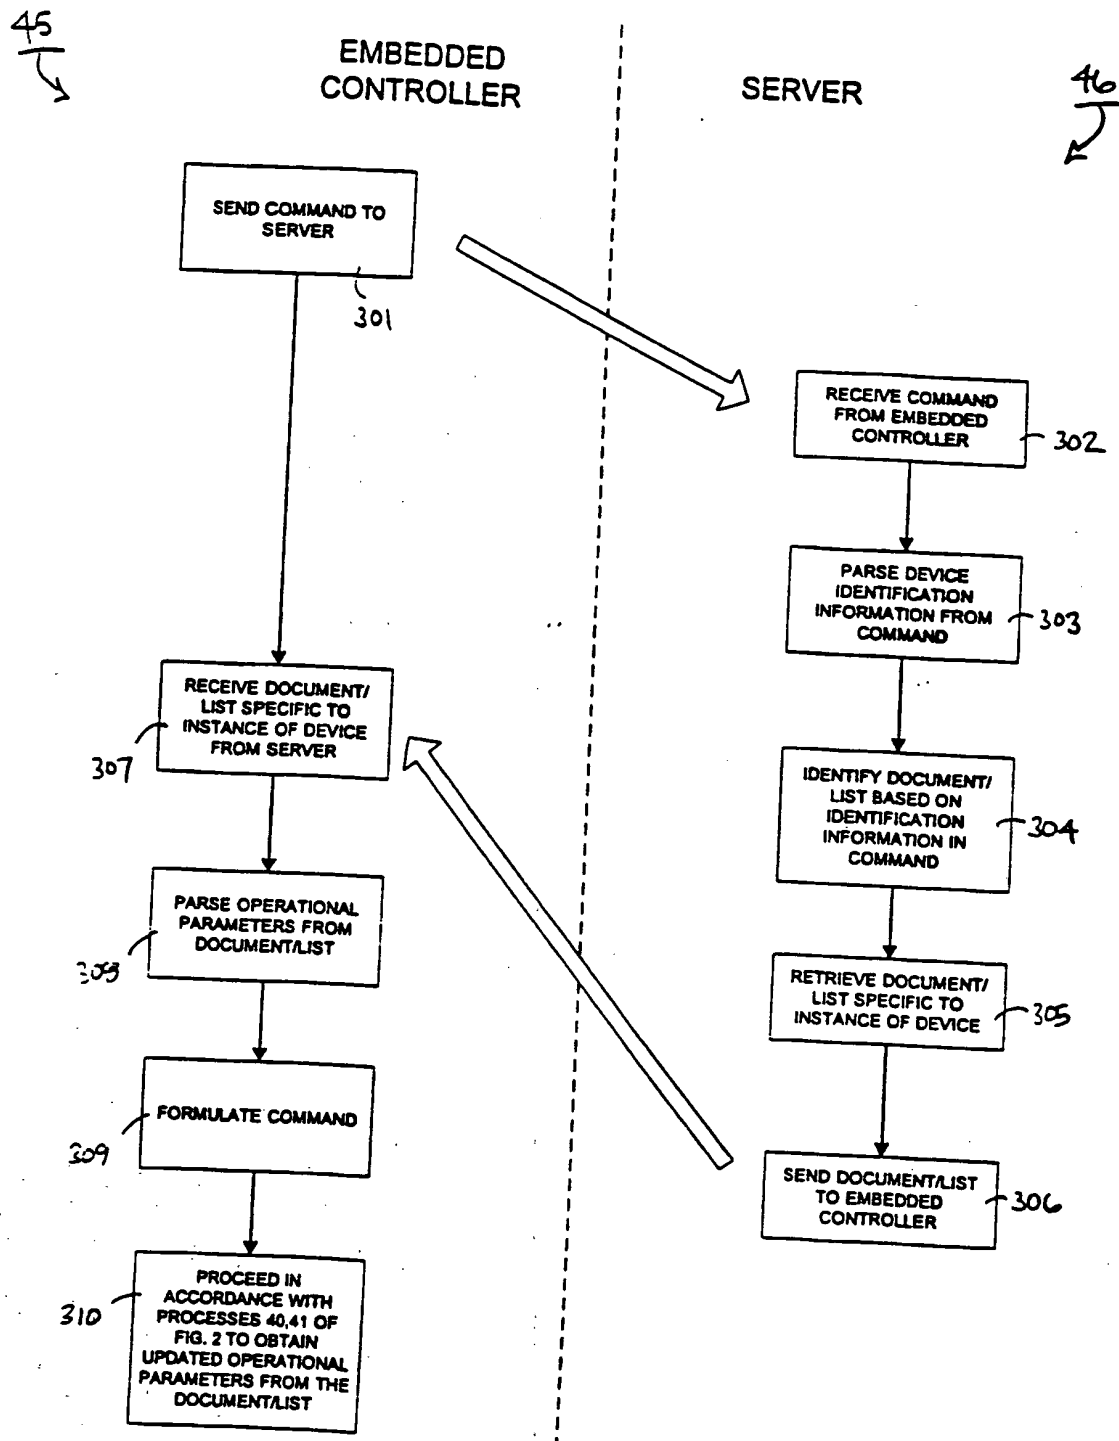 45
EMBEDDED
CONTROLLER
SERVER
46
SEND COMMAND TO
SERVER
301
RECEIVE COMMAND
FROM EMBEDDED
CONTROLLER
302
PARSE DEVICE
IDENTIFICATION
INFORMATION FROM
COMMAND
303
IDENTIFY DOCUMENT/
LIST BASED ON
IDENTIFICATION
INFORMATION IN
COMMAND
304
RETRIEVE DOCUMENT/
LIST SPECIFIC TO
INSTANCE OF DEVICE
305
SEND DOCUMENT/LIST
TO EMBEDDED
CONTROLLER
306
RECEIVE DOCUMENT/
LIST SPECIFIC TO
INSTANCE OF DEVICE
FROM SERVER
307
PARSE OPERATIONAL
PARAMETERS FROM
DOCUMENT/LIST
308
FORMULATE COMMAND
309
PROCEED IN
ACCORDANCE WITH
PROCESSES 40,41 OF
FIG. 2 TO OBTAIN
UPDATED OPERATIONAL
PARAMETERS FROM THE
DOCUMENT/LIST
310